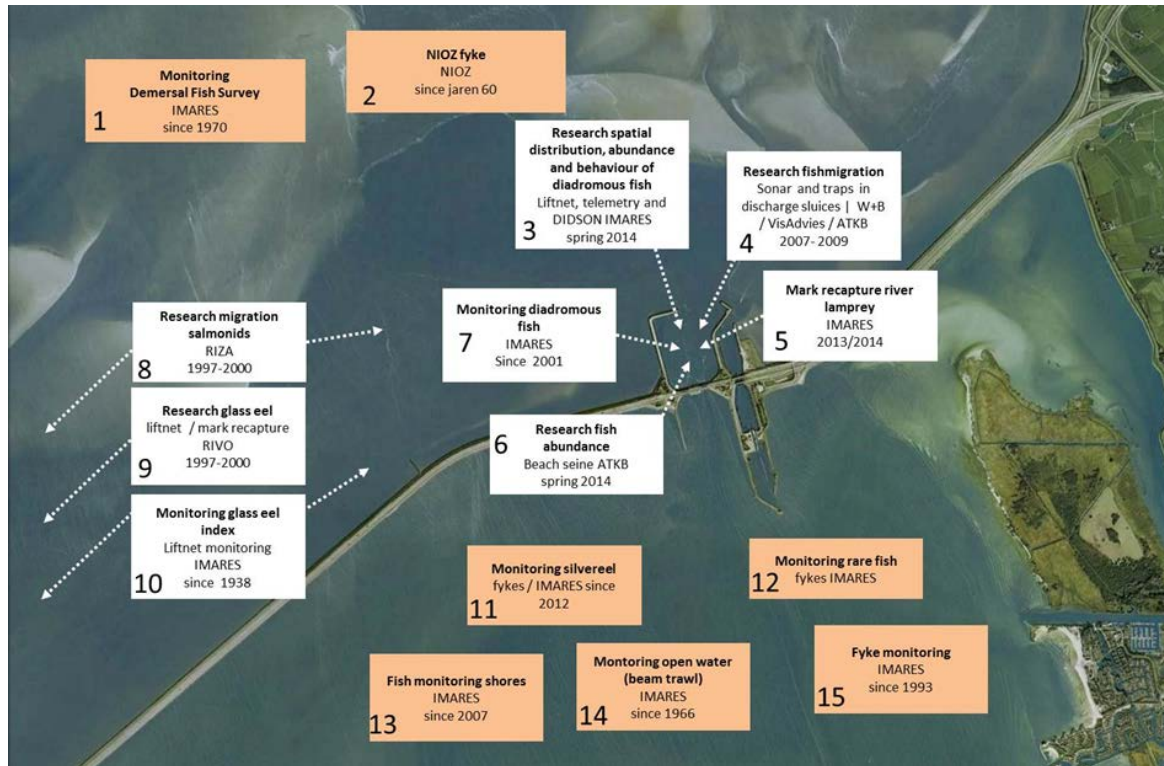 Monitoring
Demersal Fish Survey
IMARES
since 1970
1
NIOZ fyke
NIOZ
since jaren 60
2
Research spatial
distribution, abundance
and behaviour of
diadromous fish
Liftnet, telemetry and
DIDSON IMARES
spring 2014
3
Research fishmigration
Sonar and traps in
discharge sluices | W+B
/ VisAdvies / ATKB
2007- 2009
4
Mark recapture river
lamprey
IMARES
2013/2014
5
Research fish
abundance
Beach seine ATKB
spring 2014
6
Monitoring diadromous
fish
IMARES
Since 2001
7
Research migration
salmonids
RIZA
1997-2000
8
Research glass eel
liftnet / mark recapture
RIVO
1997-2000
9
Monitoring glass eel
index
Liftnet monitoring
IMARES
since 1938
10
Monitoring silvereel
fykes / IMARES since
2012
11
Monitoring rare fish
fykes IMARES
12
Fish monitoring shores
IMARES
since 2007
13
Montoring open water
(beam trawl)
IMARES
since 1966
14
Fyke monitoring
IMARES
since 1993
15